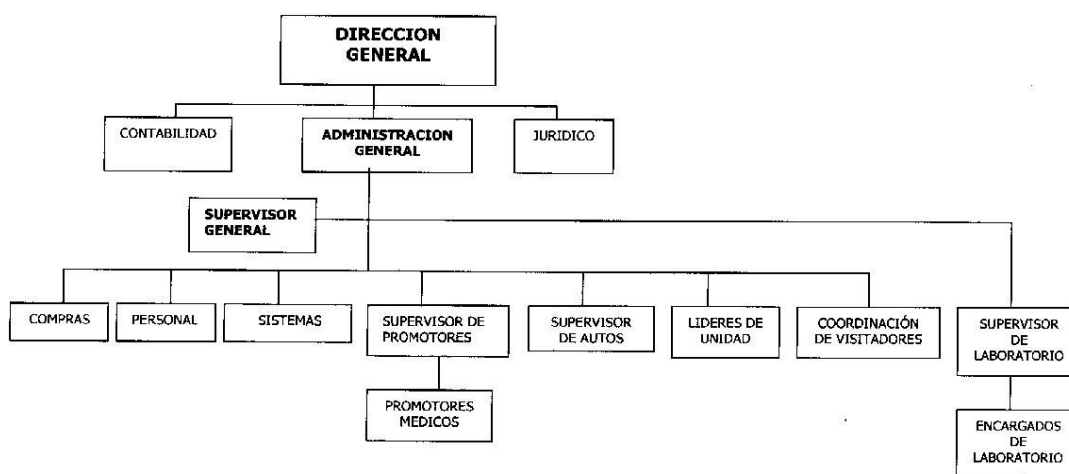 DIRECCION
GENERAL
CONTABILIDAD
ADMINISTRACION
GENERAL
JURIDICO
SUPERVISOR
GENERAL
COMPRAS
PERSONAL
SISTEMAS
SUPERVISOR DE
PROMOTORES
SUPERVISOR
DE AUTOS
LIDERES DE
UNIDAD
COORDINACIÓN
DE VISITADORES
SUPERVISOR
DE
LABORATORIO
PROMOTORES
MEDICOS
ENCARGADOS
DE
LABORATORIO